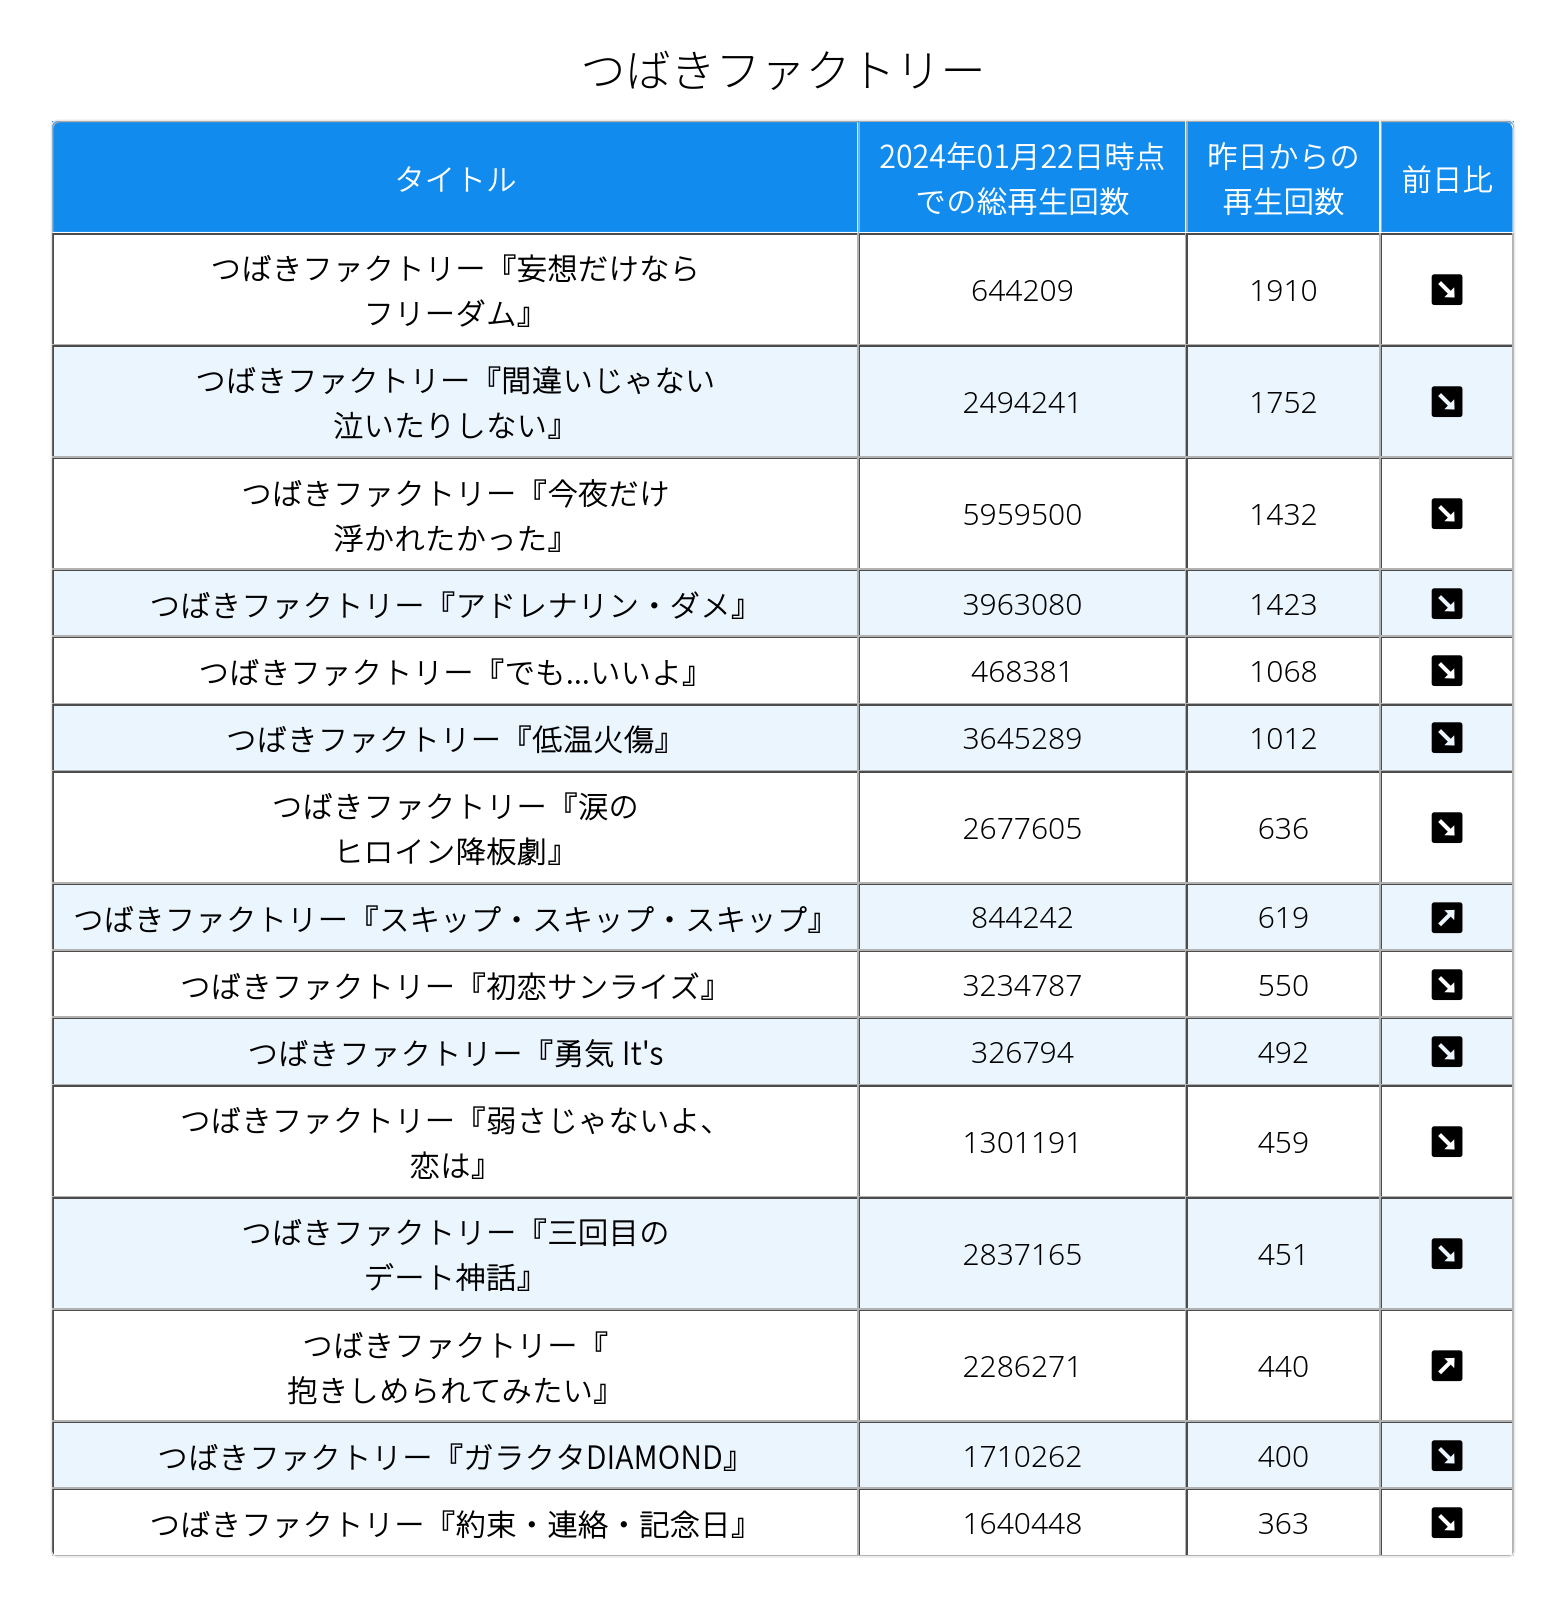 つばきファクトリー
タイトル
2024年01月22日時点
での総再生回数
昨日からの
再生回数
前日比
つばきファクトリー『妄想だけなら
フリーダム』
644209
1910
つばきファクトリー『間違いじゃない
泣いたりしない』
2494241
1752
つばきファクトリー『今夜だけ
浮かれたかった』
5959500
1432
つばきファクトリー『アドレナリン・ダメ』
3963080
1423
つばきファクトリー『でも...いいよ』
468381
1068
つばきファクトリー『低温火傷』
3645289
1012
つばきファクトリー『涙の
ヒロイン降板劇』
2677605
636
つばきファクトリー『スキップ・スキップ・スキップ』
844242
619
つばきファクトリー『初恋サンライズ』
3234787
550
つばきファクトリー『勇気 It's
326794
492
つばきファクトリー『弱さじゃないよ、
恋は』
1301191
459
つばきファクトリー『三回目の
デート神話』
2837165
451
つばきファクトリー『
抱きしめられてみたい』
2286271
440
つばきファクトリー『ガラクタDIAMOND』
1710262
400
つばきファクトリー『約束・連絡・記念日』
1640448
363